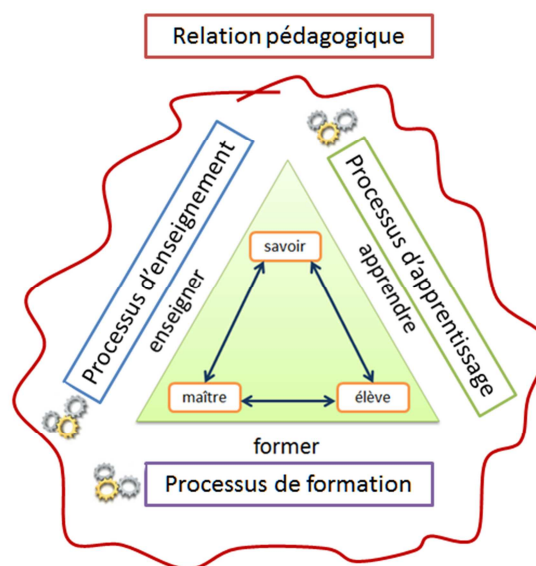 Relation pédagogique
Processus d'enseignement
enseigner
Processus d'apprentissage
apprendre
savoir
maître
élève
former
Processus de formation